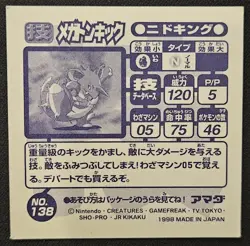 技 メガトンキック
●ニドキング●
効果小 タイプ 効果大
ノーマル
技データベース 威力 120 P/P 5
わざマシン 05 命中率 75 ポケモンの数 46
重量級のキックをかまし、敵に大ダメージを与える
技。敵をふみつぶしてしまえ!わざマシン05で覚え
る。デパートでも買えるぞ。
NO. 138
●あそび方はパッケージのうらを見てね! アマダ
©Nintendo・CREATURES・GAMEFREAK・TV TOKYO・
SHO-PRO・JR KIKAKU 1998 MADE IN JAPAN